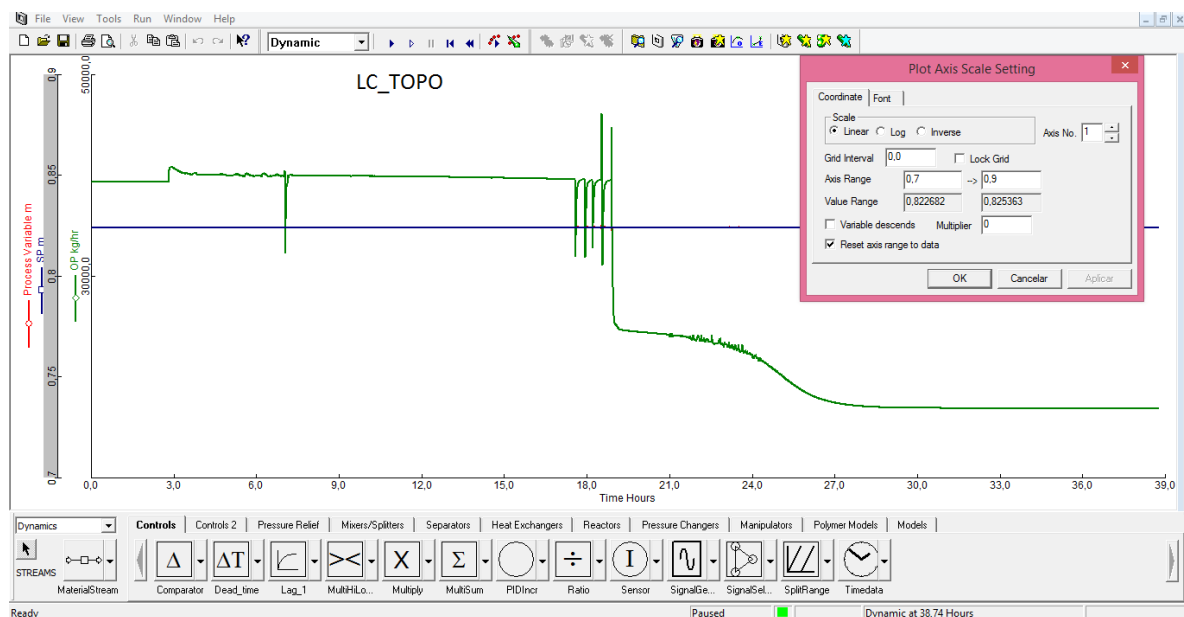 File View Tools Run Window Help
Dynamic
LC_TOPO
Process Variable m
SP m
OP kg/hr
0,9
0,85
0,8
0,75
0,7
50000,0
30000,0
0,0 3,0 6,0 9,0 12,0 15,0 18,0 21,0 24,0 27,0 30,0 33,0 36,0 39,0
Time Hours
Plot Axis Scale Setting
Coordinate Font
Scale
Linear Log Inverse Axis No. 1
Grid Interval 0,0 Lock Grid
Axis Range 0,7 --> 0,9
Value Range 0,822682 0,825363
Variable descends Multiplier 0
Reset axis range to data
OK Cancelar Aplicar
Dynamics Controls Controls 2 Pressure Relief Mixers/Splitters Separators Heat Exchangers Reactors Pressure Changers Manipulators Polymer Models Models
Δ ΔT >< X Σ ÷ I
STREAMS
MaterialStream Comparator Dead_time Lag_1 MultiHiLo... Multiply MultiSum PIDIncr Ratio Sensor SignalGe... SignalSel... SplitRange Timedata
Ready Paused Dynamic at 38.74 Hours